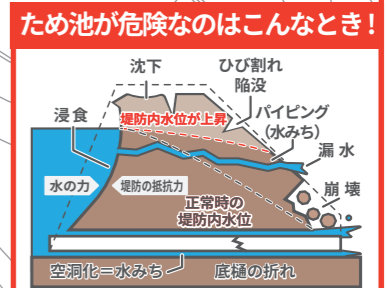 ため池が危険なのはこんなとき!
沈下
ひび割れ
陥没
浸食
堤防内水位が上昇
パイピング
(水みち)
漏水
水の力
堤防の抵抗力
崩壊
正常時の
堤防内水位
空洞化=水みち
底樋の折れ